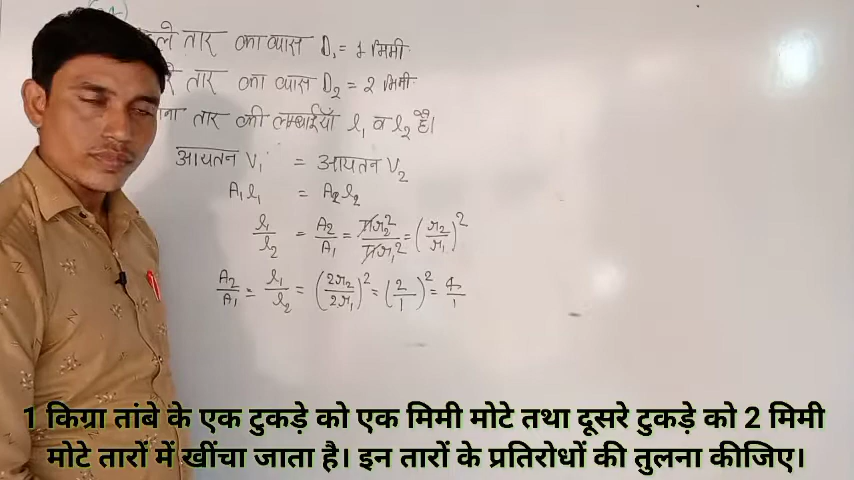 तार का व्यास D₁ = 1 मिमी
तार का व्यास D₂ = 2 मिमी
तार की लम्बाईयाँ l₁ व l₂ है।
आयतन V₁ = आयतन V₂
A₁l₁ = A₂l₂
l₁/l₂ = A₂/A₁ = πr₂²/πr₁² = (r₂/r₁)²
A₂/A₁ = l₁/l₂ = (2r₂/2r₁)² = (2/1)² = 4/1
1 किग्रा तांबे के एक टुकड़े को एक मिमी मोटे तथा दूसरे टुकड़े को 2 मिमी
मोटे तारों में खींचा जाता है। इन तारों के प्रतिरोधों की तुलना कीजिए।